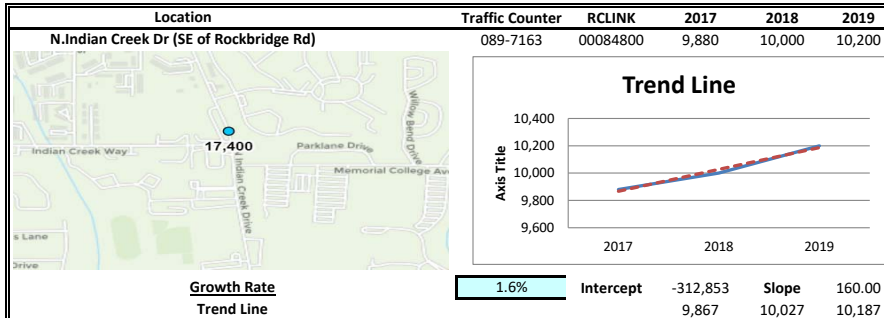 Location Traffic Counter RCLINK 2017 2018 2019
N.Indian Creek Dr (SE of Rockbridge Rd) 089-7163 00084800 9,880 10,000 10,200
17,400
Indian Creek Way
Parklane Drive
Memorial College Av
N Indian Creek Drive
Willow Bend Drive
s Lane
Drive
Trend Line
Axis Title
10,400
10,200
10,000
9,800
9,600
2017 2018 2019
Growth Rate 1.6% Intercept -312,853 Slope 160.00
Trend Line 9,867 10,027 10,187